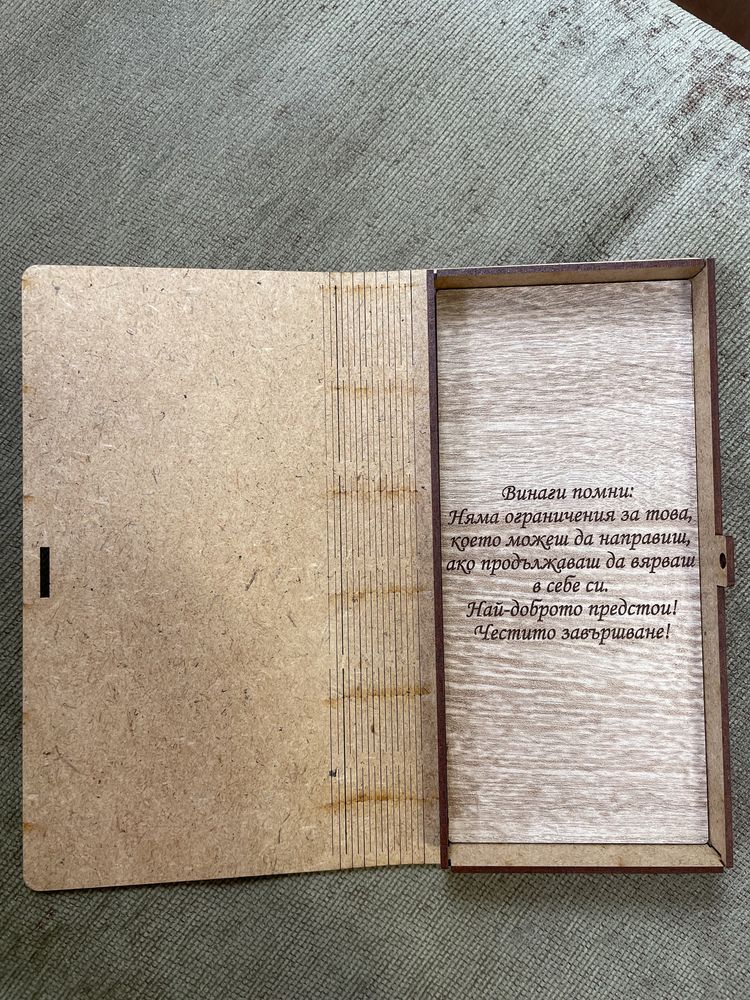 Винаги помни:
Няма ограничения за това,
което можеш да направиш,
ако продължаваш да вярваш
в себе си.
Най-доброто предстои!
Честито завършване!